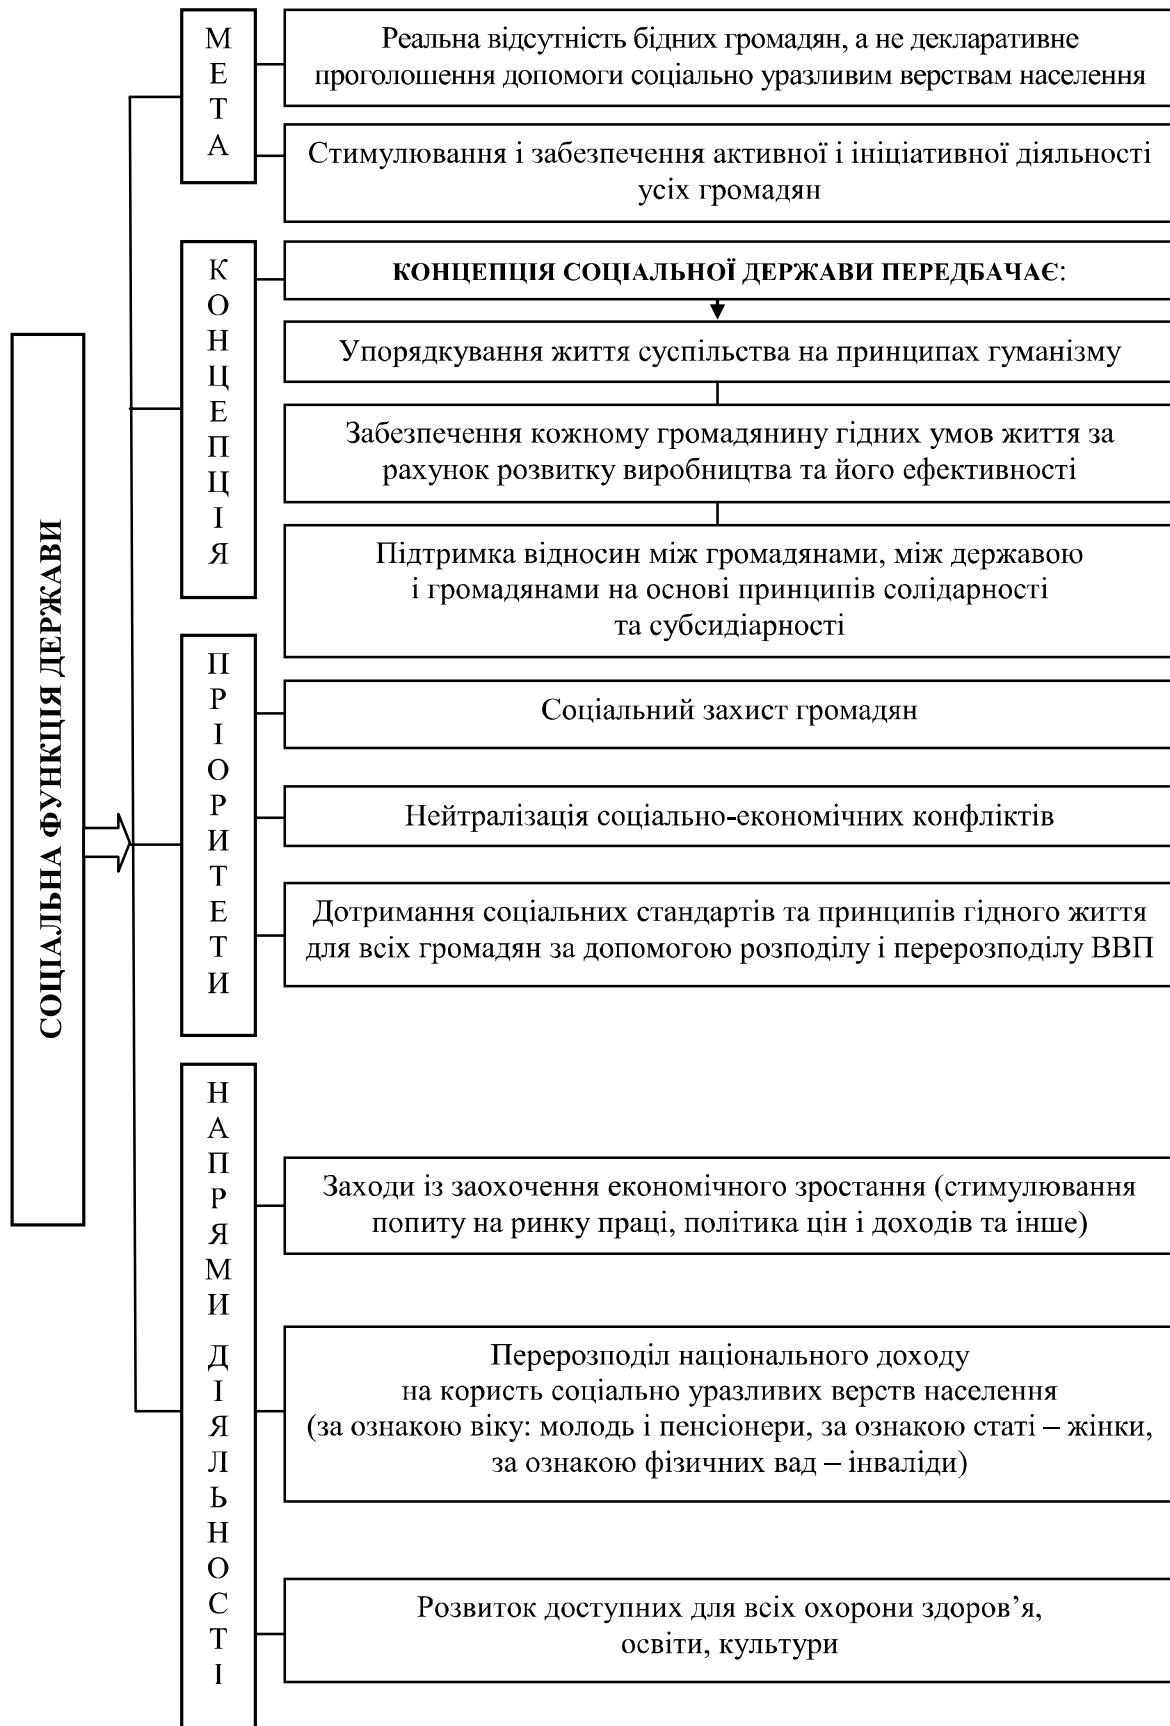 СОЦІАЛЬНА ФУНКЦІЯ ДЕРЖАВИ
МЕТА
Реальна відсутність бідних громадян, а не декларативне
проголошення допомоги соціально уразливим верствам населення
Стимулювання і забезпечення активної і ініціативної діяльності
усіх громадян
КОНЦЕПЦІЯ
КОНЦЕПЦІЯ СОЦІАЛЬНОЇ ДЕРЖАВИ ПЕРЕДБАЧАЄ:
Упорядкування життя суспільства на принципах гуманізму
Забезпечення кожному громадянину гідних умов життя за
рахунок розвитку виробництва та його ефективності
Підтримка відносин між громадянами, між державою
і громадянами на основі принципів солідарності
та субсидіарності
ПРІОРИТЕТИ
Соціальний захист громадян
Нейтралізація соціально-економічних конфліктів
Дотримання соціальних стандартів та принципів гідного життя
для всіх громадян за допомогою розподілу і перерозподілу ВВП
НАПРЯМИ ДІЯЛЬНОСТІ
Заходи із заохочення економічного зростання (стимулювання
попиту на ринку праці, політика цін і доходів та інше)
Перерозподіл національного доходу
на користь соціально уразливих верств населення
(за ознакою віку: молодь і пенсіонери, за ознакою статі – жінки,
за ознакою фізичних вад – інваліди)
Розвиток доступних для всіх охорони здоров’я,
освіти, культури